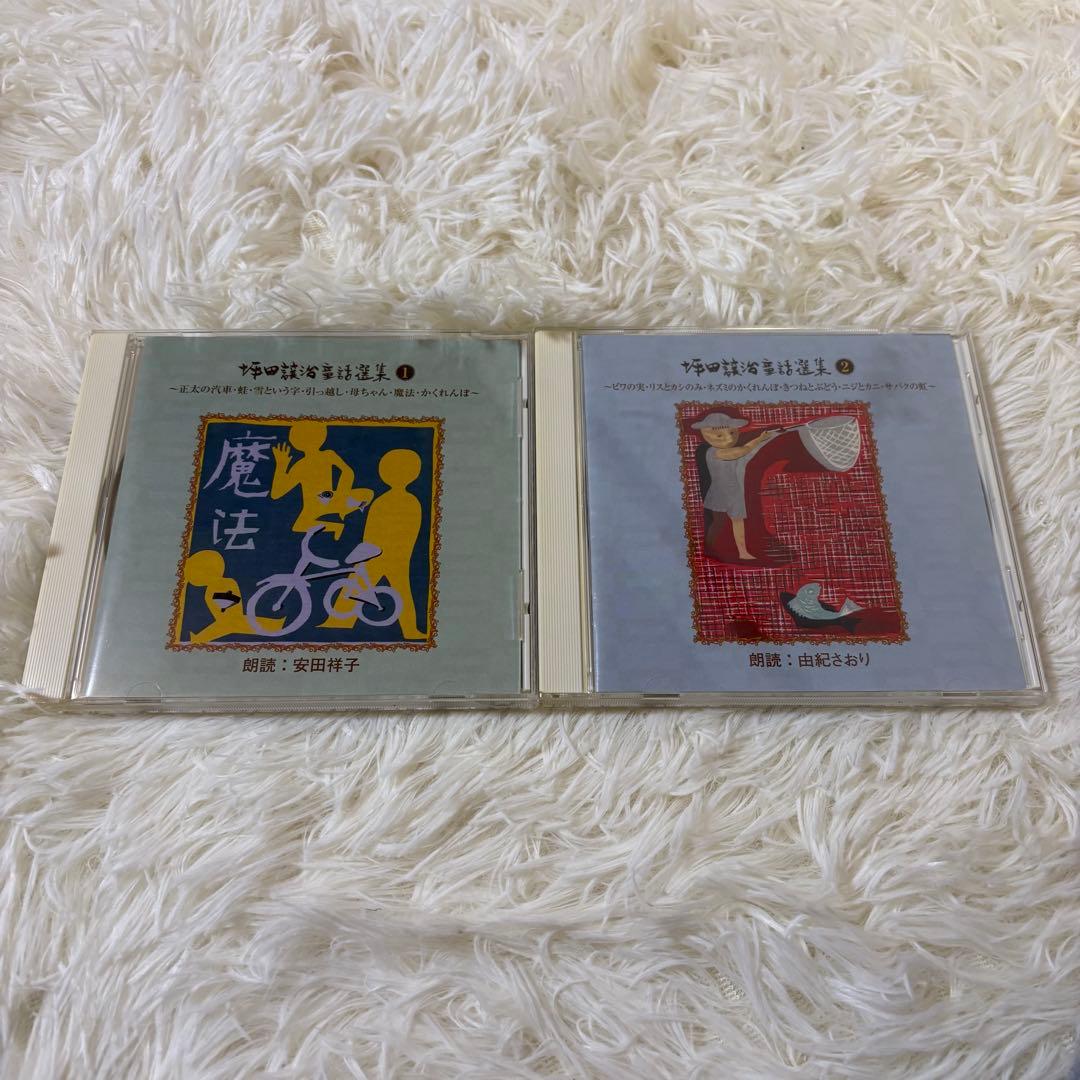 坪田譲治童話選集 1
～正太の汽車・蛙・雪という字・引っ越し・母ちゃん・魔法・かくれんぼ～
魔法
朗読：安田祥子
坪田譲治童話選集 2
～ビワの実・リスとカシのみ・ネズミのかくれんぼ・きつねとぶどう・ニジとカニ・サバクの虹～
朗読：由紀さおり